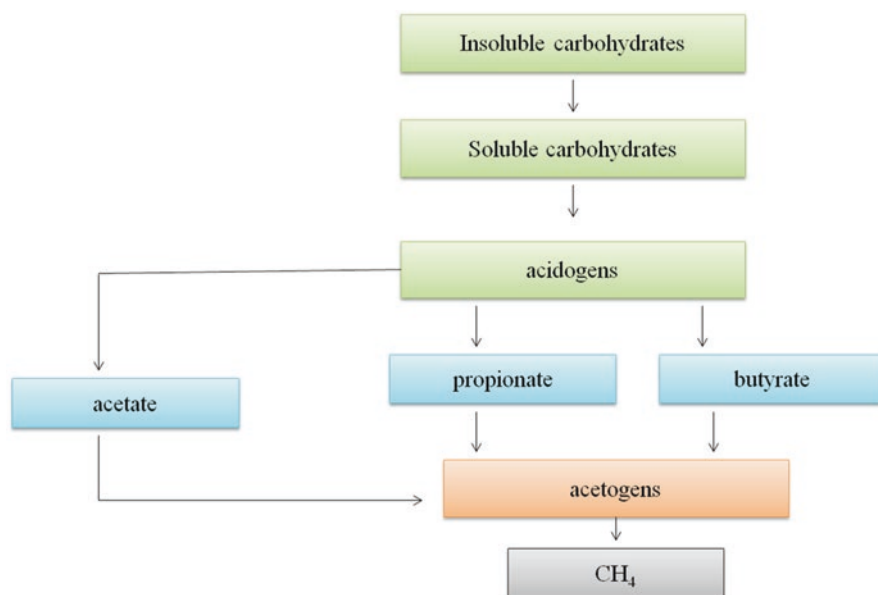 Insoluble carbohydrates
Soluble carbohydrates
acidogens
propionate
butyrate
acetate
acetogens
CH₄